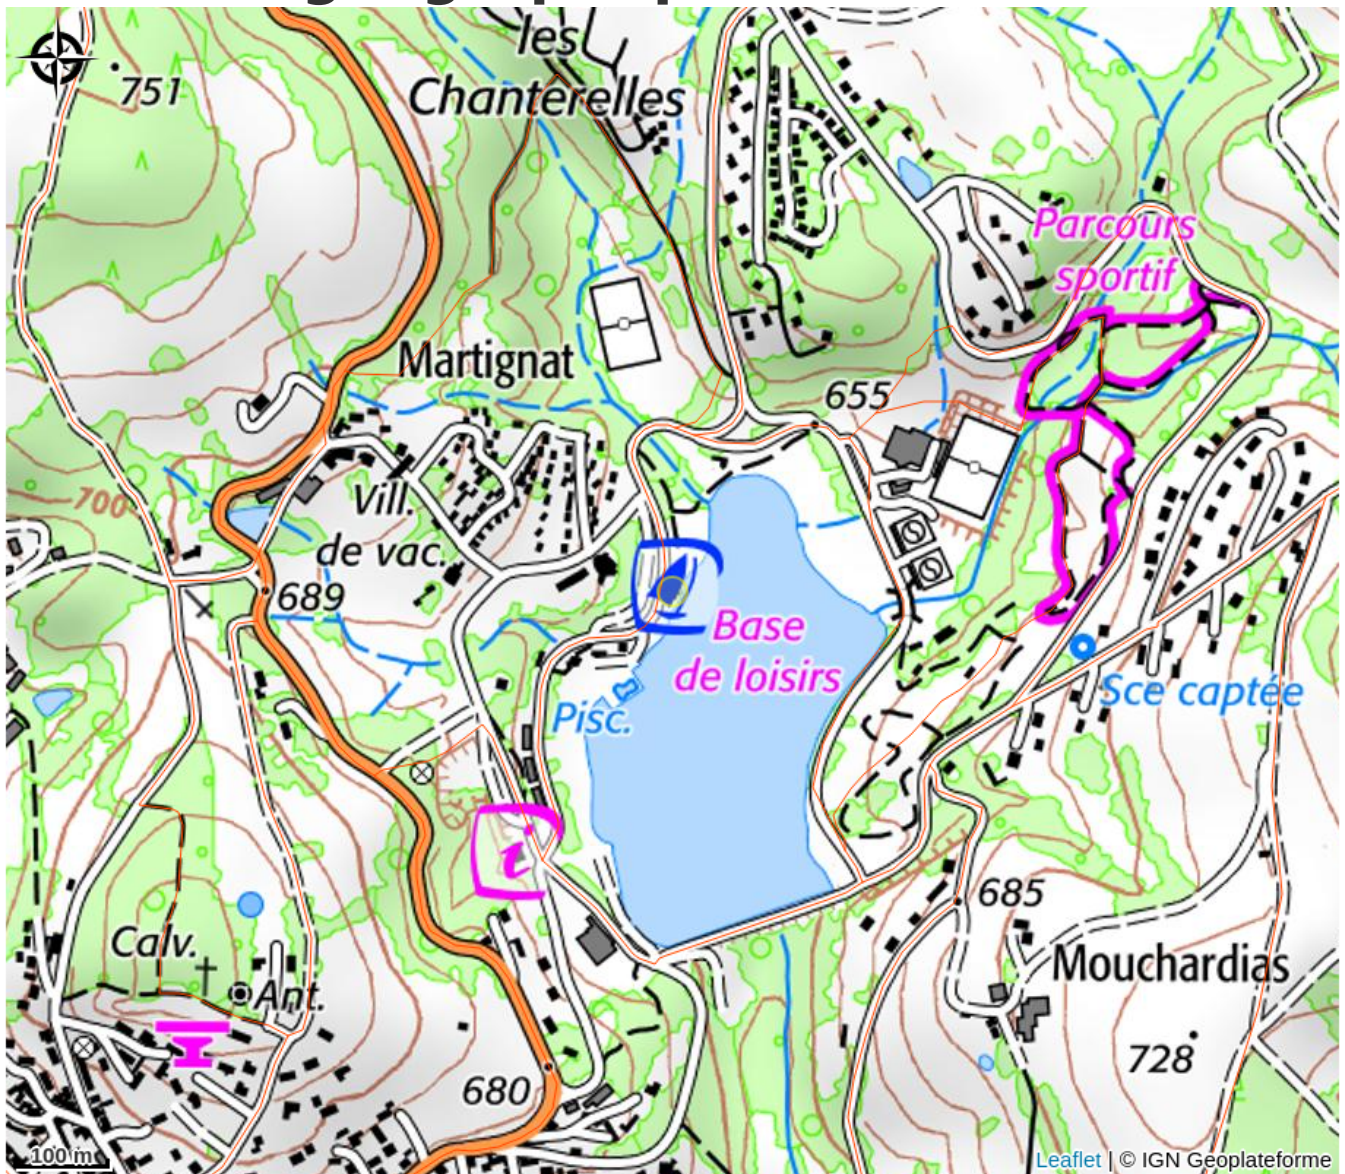 les
Chanterelles
751
Parcours
sportif
Martignat
655
700
Vill.
de vac.
689
Base
de loisirs
Sce captée
Pisc.
i
685
Calv.
Mouchardias
Ant.
728
680
100 m
Leaflet | © IGN Geoplateforme